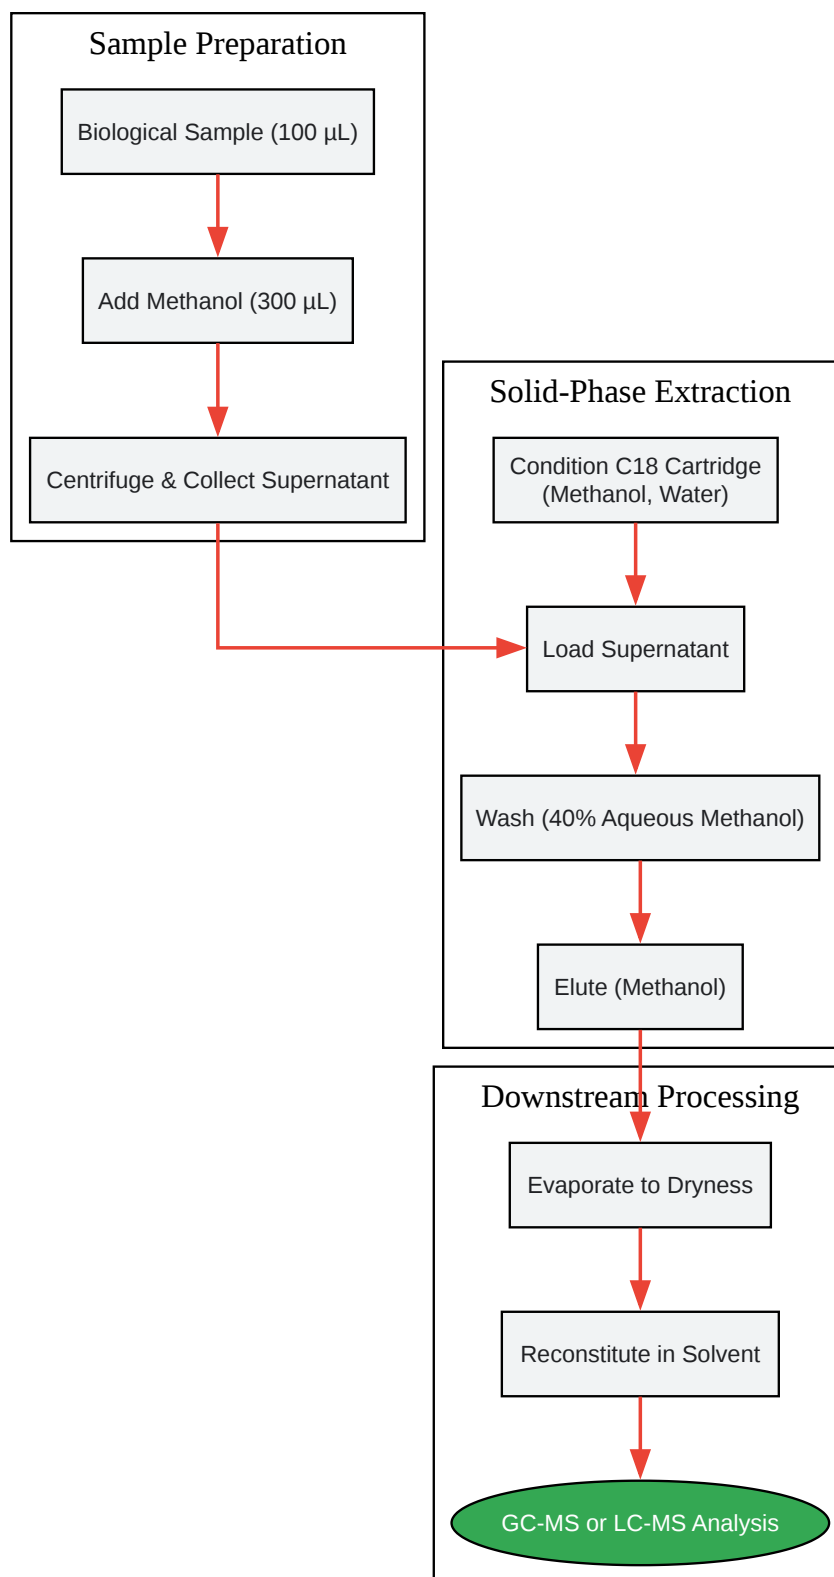 Sample Preparation
Biological Sample (100 µL)
Add Methanol (300 µL)
Centrifuge & Collect Supernatant
Solid-Phase Extraction
Condition C18 Cartridge
(Methanol, Water)
Load Supernatant
Wash (40% Aqueous Methanol)
Elute (Methanol)
Downstream Processing
Evaporate to Dryness
Reconstitute in Solvent
GC-MS or LC-MS Analysis